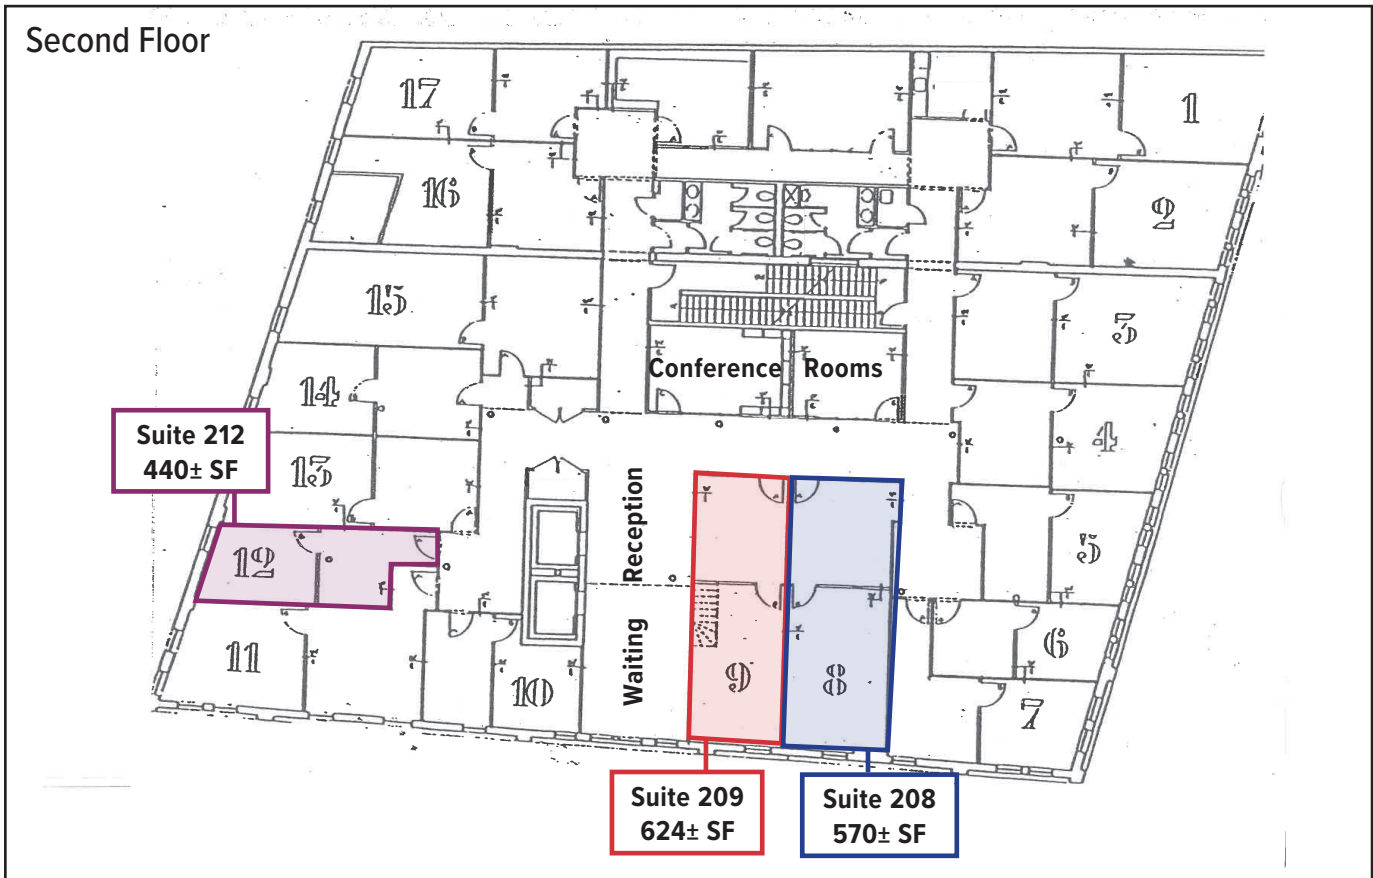 Second Floor
17
1
16
2
15
3
Conference Rooms
14
4
Suite 212
440± SF
13
Reception
5
12
Waiting
6
11
10
9
8
7
Suite 209
624± SF
Suite 208
570± SF